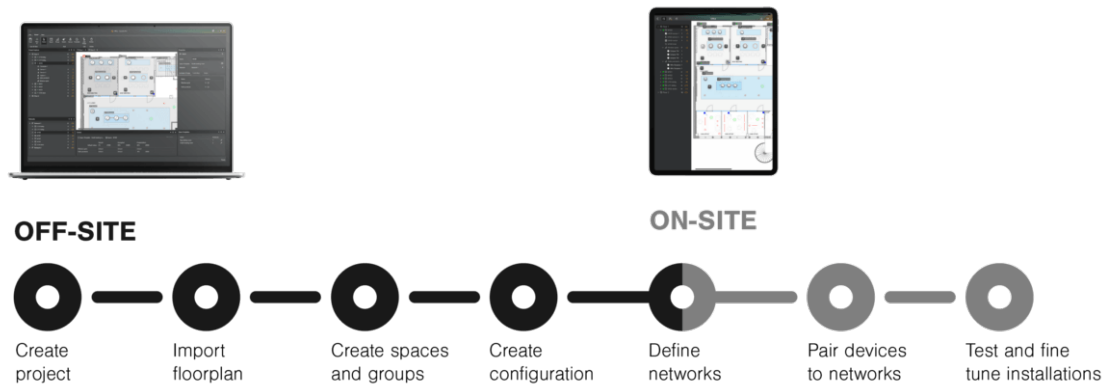 OFF-SITE
ON-SITE
Create
project
Import
floorplan
Create spaces
and groups
Create
configuration
Define
networks
Pair devices
to networks
Test and fine
tune installations